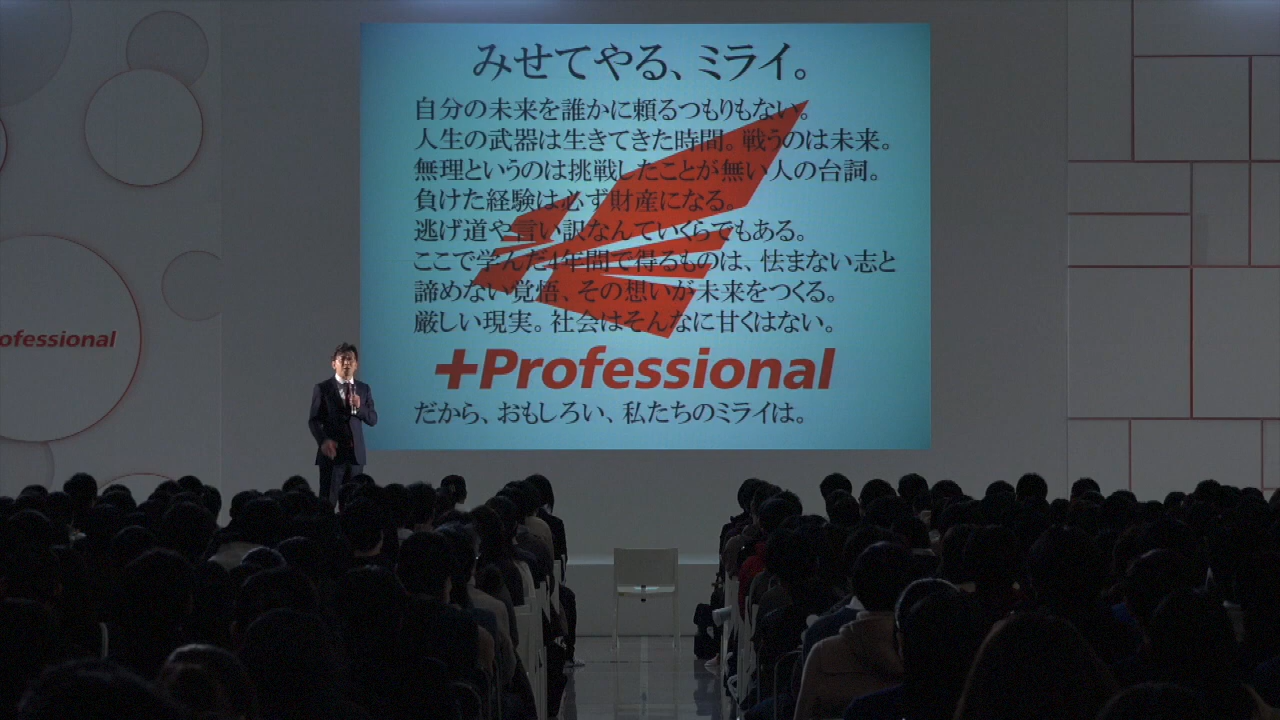 みせてやる、ミライ。
自分の未来を誰かに頼るつもりもない。
人生の武器は生きてきた時間。戦うのは未来。
無理というのは挑戦したことが無い人の台詞。
負けた経験は必ず財産になる。
逃げ道や言い訳なんていくらでもある。
ここで学んだ4年間で得るものは、怯まない志と
諦めない覚悟、その想いが未来をつくる。
厳しい現実。社会はそんなに甘くはない。
+Professional
だから、おもしろい、私たちのミライは。
ofessional